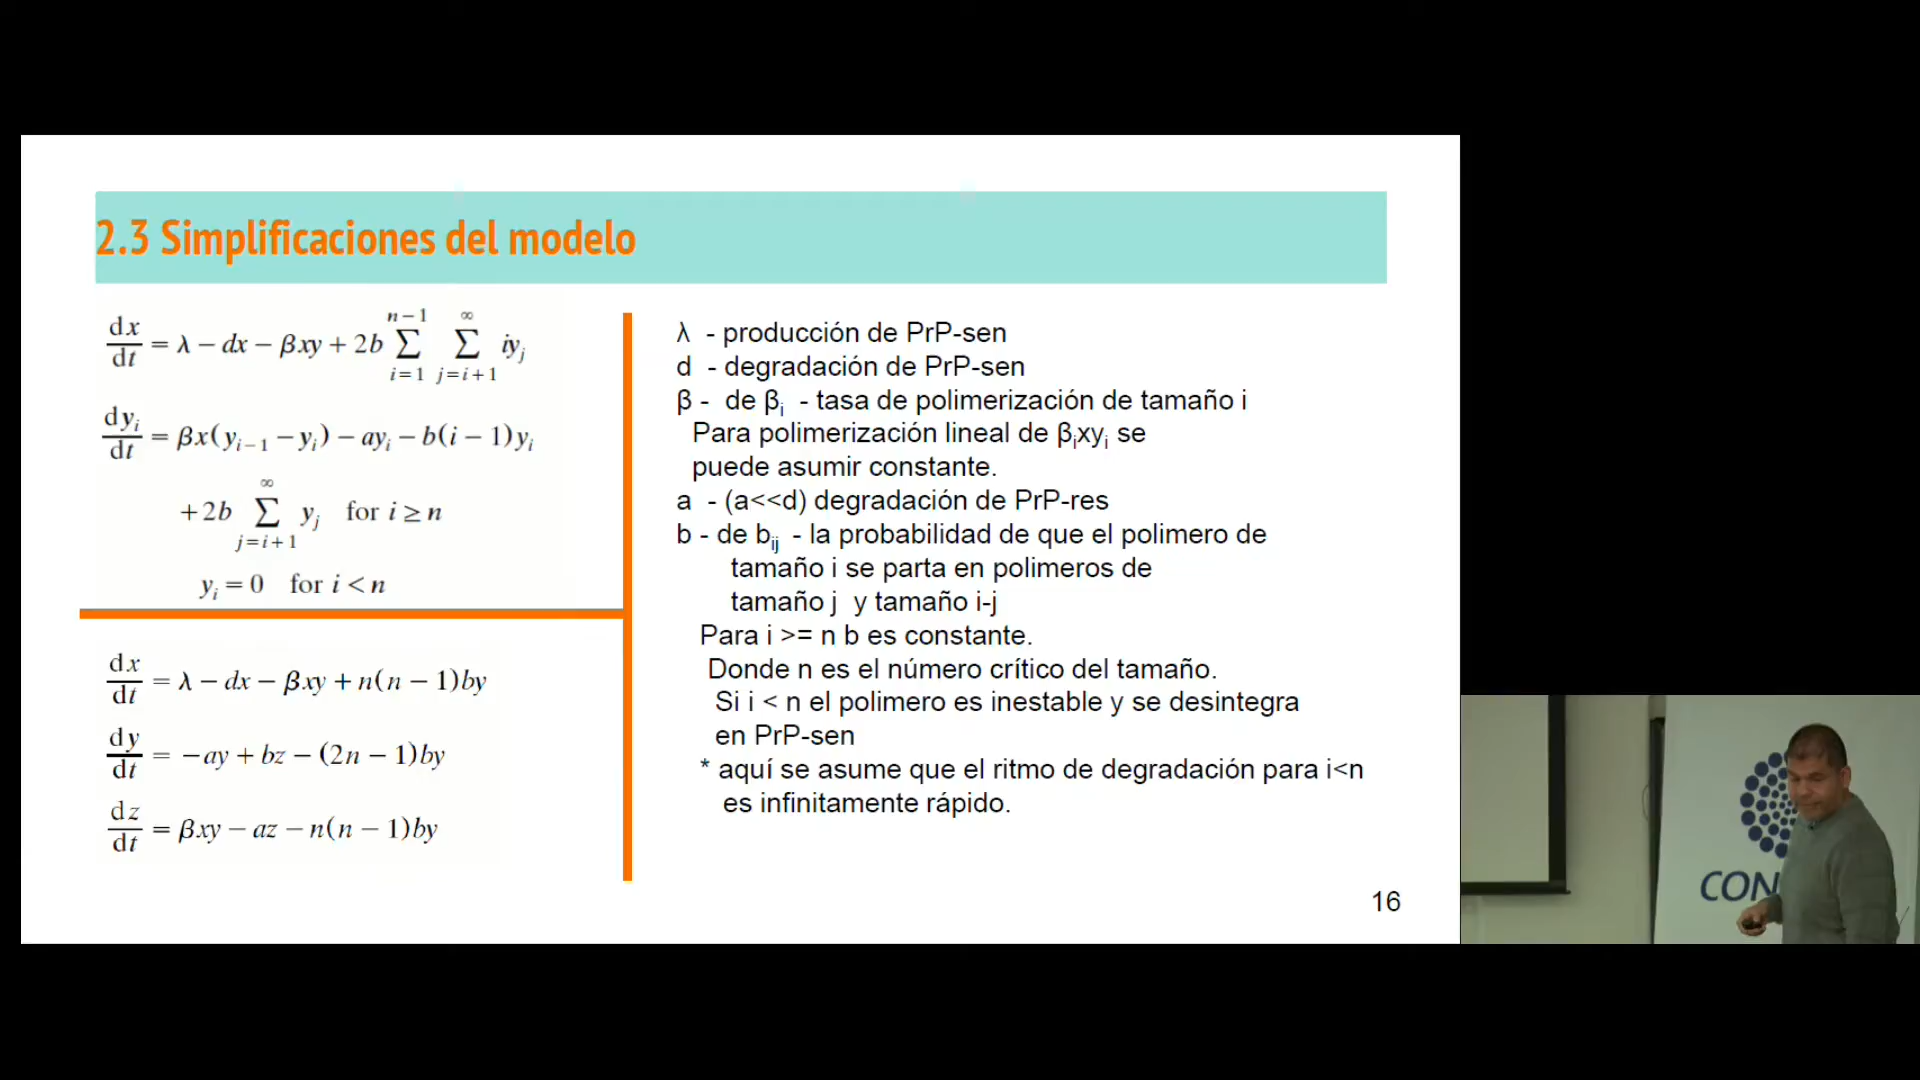 2.3 Simplificaciones del modelo
dx/dt = λ − dx − βxy + 2b ∑_{i=1}^{n−1} ∑_{j=i+1}^{∞} iy_j
dy_i/dt = βx(y_{i−1} − y_i) − ay_i − b(i − 1)y_i
+ 2b ∑_{j=i+1}^{∞} y_j for i ≥ n
y_i = 0 for i < n
dx/dt = λ − dx − βxy + n(n − 1)by
dy/dt = −ay + bz − (2n − 1)by
dz/dt = βxy − az − n(n − 1)by
λ - producción de PrP-sen
d - degradación de PrP-sen
β - de β_i - tasa de polimerización de tamaño i
Para polimerización lineal de β_ixy_i se
puede asumir constante.
a - (a<<d) degradación de PrP-res
b - de b_ij - la probabilidad de que el polimero de
tamaño i se parta en polimeros de
tamaño j y tamaño i-j
Para i >= n b es constante.
Donde n es el número crítico del tamaño.
Si i < n el polimero es inestable y se desintegra
en PrP-sen
* aquí se asume que el ritmo de degradación para i<n
es infinitamente rápido.
16
CON